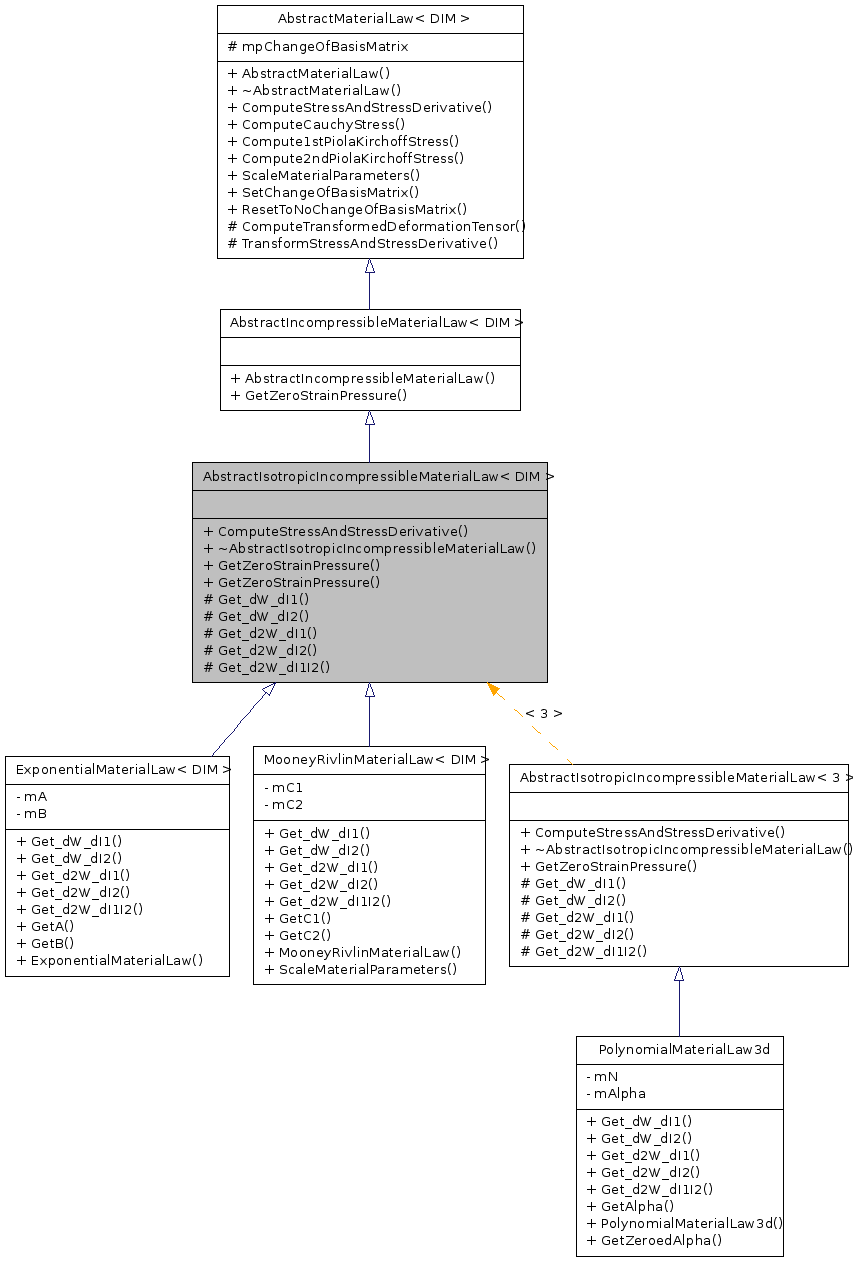 AbstractMaterialLaw< DIM >
# mpChangeOfBasisMatrix
+ AbstractMaterialLaw()
+ ~AbstractMaterialLaw()
+ ComputeStressAndStressDerivative()
+ ComputeCauchyStress()
+ Compute1stPiolaKirchoffStress()
+ Compute2ndPiolaKirchoffStress()
+ ScaleMaterialParameters()
+ SetChangeOfBasisMatrix()
+ ResetToNoChangeOfBasisMatrix()
# ComputeTransformedDeformationTensor()
# TransformStressAndStressDerivative()
AbstractIncompressibleMaterialLaw< DIM >
+ AbstractIncompressibleMaterialLaw()
+ GetZeroStrainPressure()
AbstractIsotropicIncompressibleMaterialLaw< DIM >
+ ComputeStressAndStressDerivative()
+ ~AbstractIsotropicIncompressibleMaterialLaw()
+ GetZeroStrainPressure()
+ GetZeroStrainPressure()
# Get_dW_dI1()
# Get_dW_dI2()
# Get_d2W_dI1()
# Get_d2W_dI2()
# Get_d2W_dI1I2()
< 3 >
ExponentialMaterialLaw< DIM >
- mA
- mB
+ Get_dW_dI1()
+ Get_dW_dI2()
+ Get_d2W_dI1()
+ Get_d2W_dI2()
+ Get_d2W_dI1I2()
+ GetA()
+ GetB()
+ ExponentialMaterialLaw()
MooneyRivlinMaterialLaw< DIM >
- mC1
- mC2
+ Get_dW_dI1()
+ Get_dW_dI2()
+ Get_d2W_dI1()
+ Get_d2W_dI2()
+ Get_d2W_dI1I2()
+ GetC1()
+ GetC2()
+ MooneyRivlinMaterialLaw()
+ ScaleMaterialParameters()
AbstractIsotropicIncompressibleMaterialLaw< 3 >
+ ComputeStressAndStressDerivative()
+ ~AbstractIsotropicIncompressibleMaterialLaw()
+ GetZeroStrainPressure()
# Get_dW_dI1()
# Get_dW_dI2()
# Get_d2W_dI1()
# Get_d2W_dI2()
# Get_d2W_dI1I2()
PolynomialMaterialLaw3d
- mN
- mAlpha
+ Get_dW_dI1()
+ Get_dW_dI2()
+ Get_d2W_dI1()
+ Get_d2W_dI2()
+ Get_d2W_dI1I2()
+ GetAlpha()
+ PolynomialMaterialLaw3d()
+ GetZeroedAlpha()